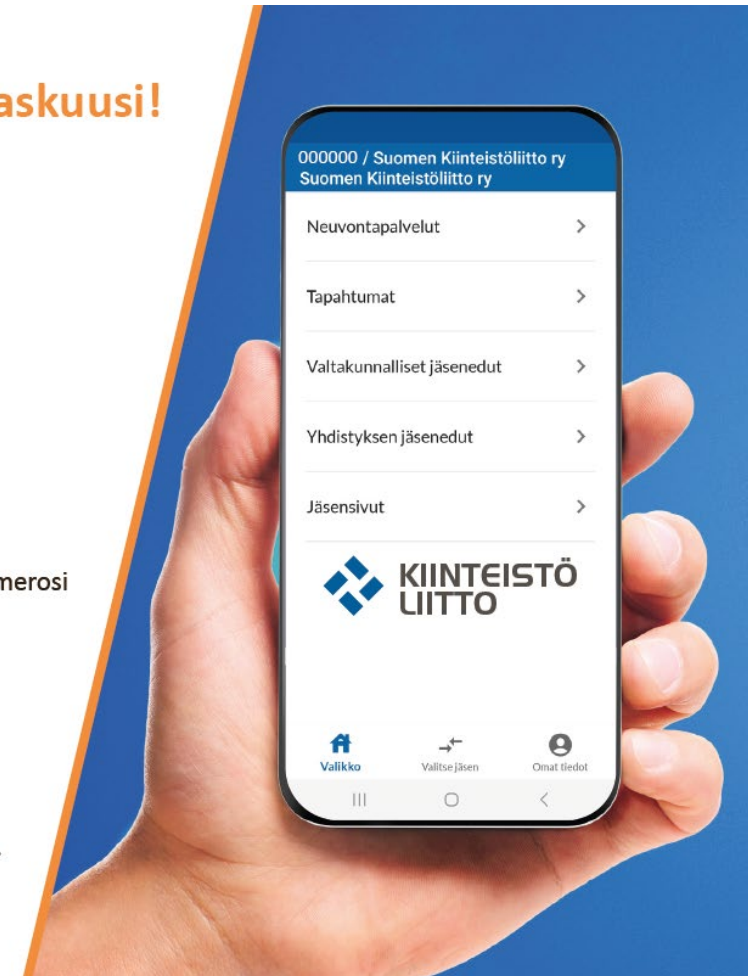 askuusi!
000000 / Suomen Kiinteistöliitto ry
Suomen Kiinteistöliitto ry
Neuvontapalvelut
Tapahtumat
Valtakunnalliset jäsenedut
Yhdistyksen jäsenedut
Jäsensivut
merosi
KIINTEISTÖ
LIITTO
Valikko Valitse jäsen Omat tiedot